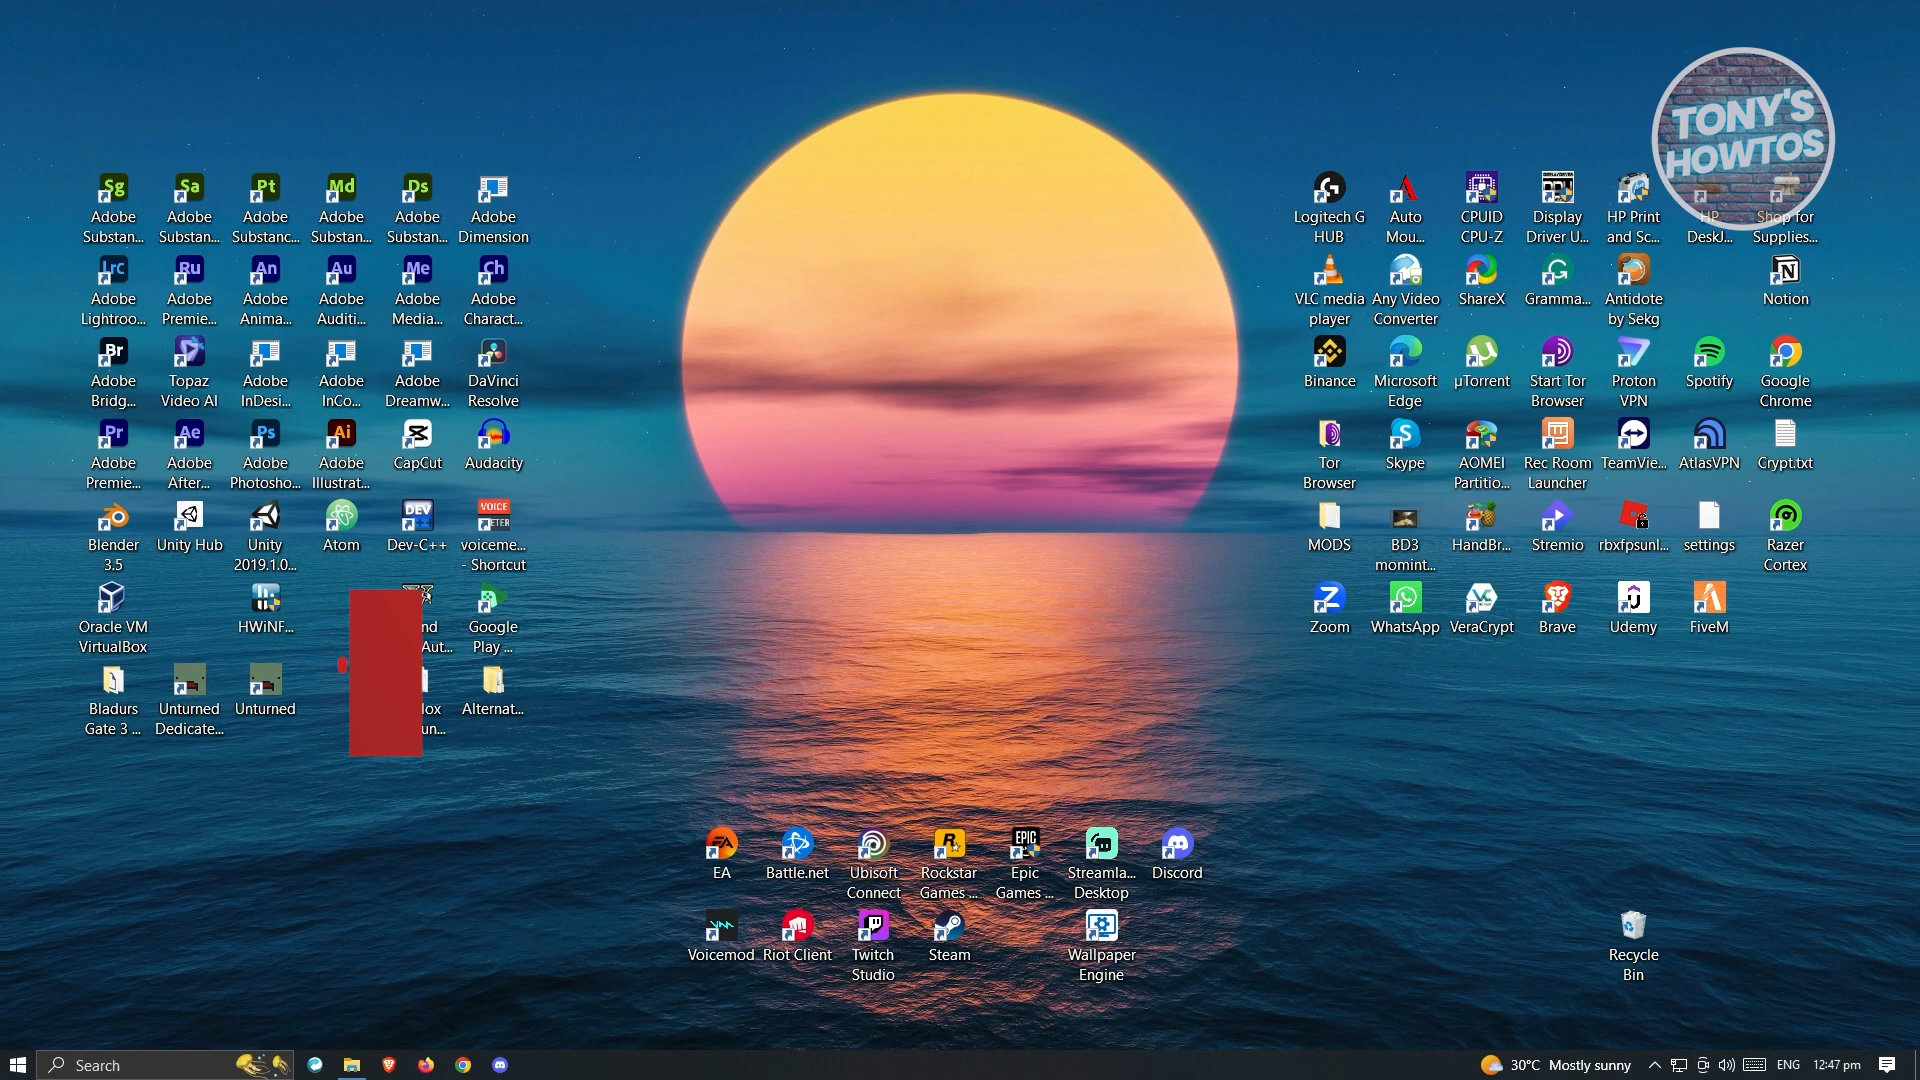 TONY'S
HOWTOS
Adobe
Substan...
Adobe
Substan...
Adobe
Substanc...
Adobe
Substan...
Adobe
Substan...
Adobe
Dimension
Logitech G
HUB
Auto
Mou...
CPUID
CPU-Z
Display
Driver U...
HP Print
and Sc...
HP
DeskJ...
Shop for
Supplies...
Adobe
Lightroo...
Adobe
Premie...
Adobe
Anima...
Adobe
Auditi...
Adobe
Media...
Adobe
Charact...
VLC media
player
Any Video
Converter
ShareX
Gramma...
Antidote
by Sekg
Notion
Adobe
Bridg...
Topaz
Video AI
Adobe
InDesi...
Adobe
InCo...
Adobe
Dreamw...
DaVinci
Resolve
Binance
Microsoft
Edge
µTorrent
Start Tor
Browser
Proton
VPN
Spotify
Google
Chrome
Adobe
Premie...
Adobe
After...
Adobe
Photosho...
Adobe
Illustrat...
CapCut
Audacity
Tor
Browser
Skype
AOMEI
Partitio...
Rec Room
Launcher
TeamVie...
AtlasVPN
Crypt.txt
Blender
3.5
Unity Hub
Unity
2019.1.0...
Atom
Dev-C++
voiceme...
- Shortcut
MODS
BD3
momint...
HandBr...
Stremio
rbxfpsunl...
settings
Razer
Cortex
Oracle VM
VirtualBox
HWiNF...
nd
Aut...
Google
Play ...
Zoom
WhatsApp
VeraCrypt
Brave
Udemy
FiveM
Bladurs
Gate 3 ...
Unturned
Dedicate...
Unturned
lox
un...
Alternat...
EA
Battle.net
Ubisoft
Connect
Rockstar
Games ...
Epic
Games ...
Streamla...
Desktop
Discord
Voicemod
Riot Client
Twitch
Studio
Steam
Wallpaper
Engine
Recycle
Bin
Search
30°C Mostly sunny
ENG
12:47 pm